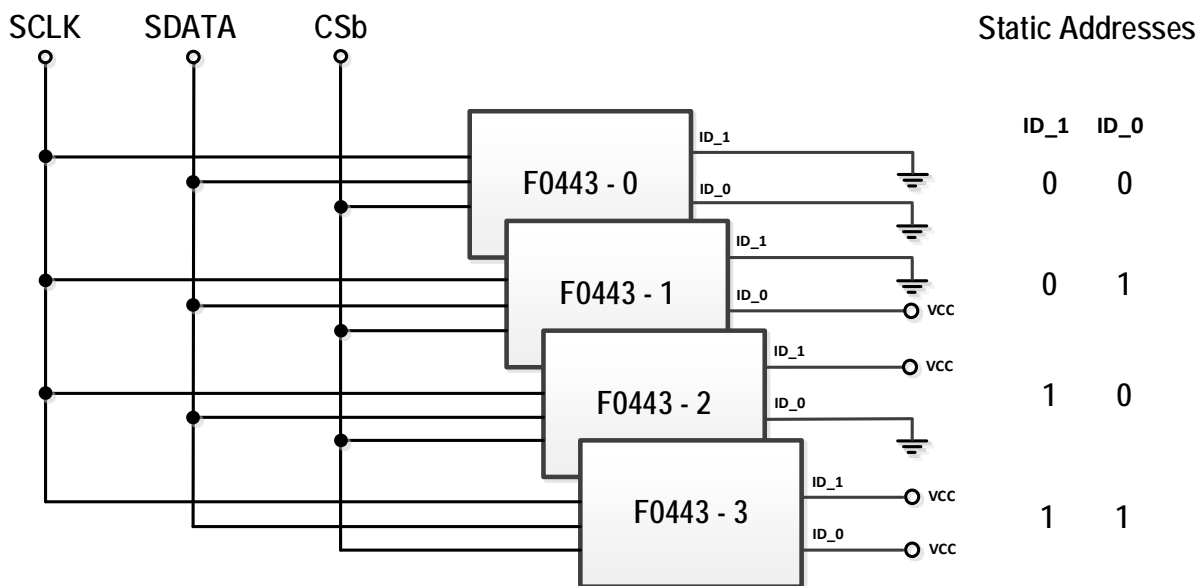 SCLK SDATA CSb Static Addresses
ID_1 ID_0
F0443 - 0 ID_1 0 0
ID_0
F0443 - 1 ID_1 0 1
ID_0 VCC
F0443 - 2 ID_1 VCC 1 0
ID_0
F0443 - 3 ID_1 VCC 1 1
ID_0 VCC